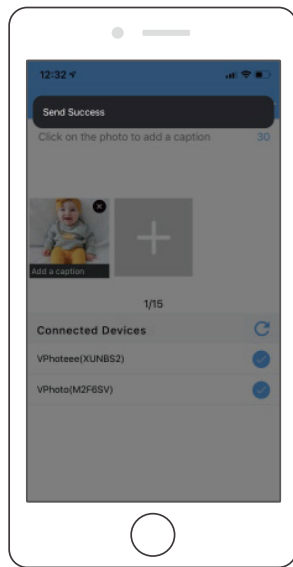 12:32
Send Success
Click on the photo to add a caption 30
Add a caption
1/15
Connected Devices
VPhoteee(XUNBS2)
VPhoto(M2F6SV)